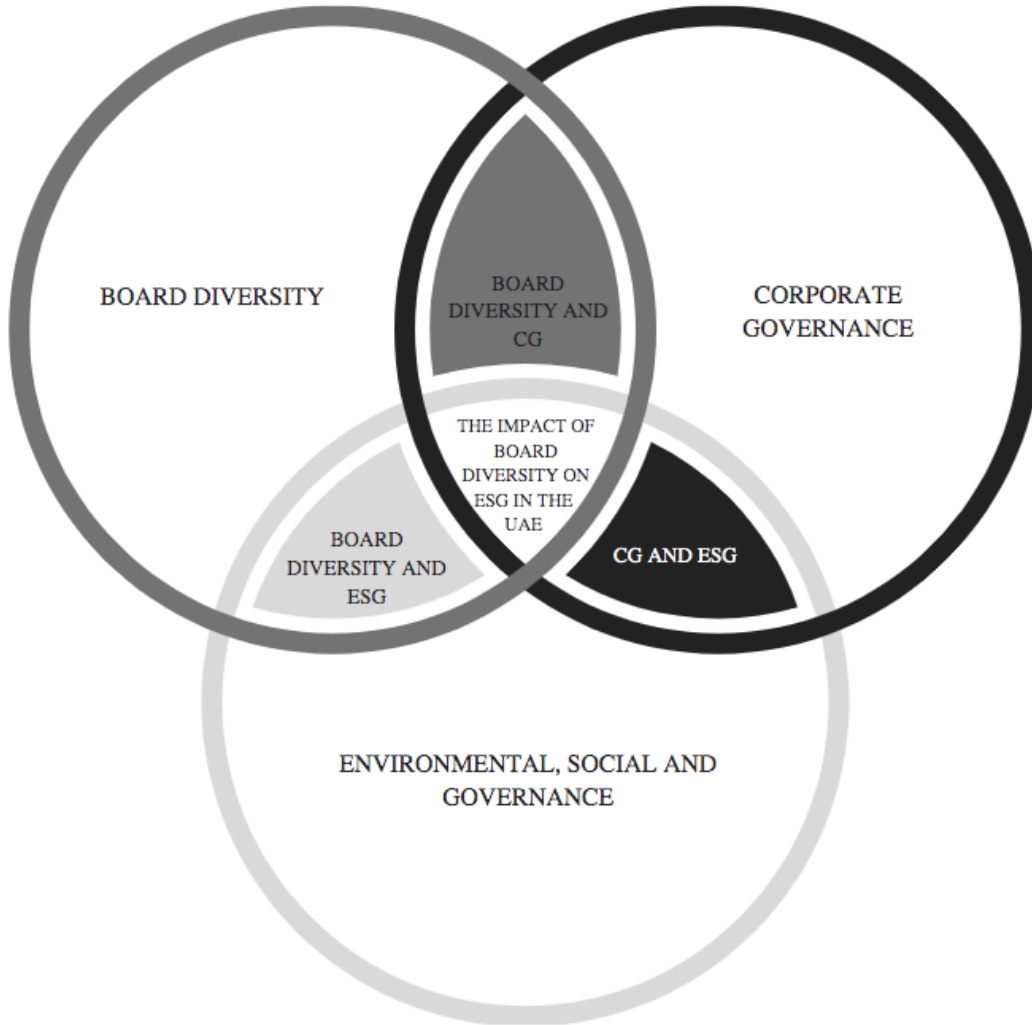 BOARD DIVERSITY
BOARD
DIVERSITY AND
CG
CORPORATE
GOVERNANCE
THE IMPACT OF
BOARD
DIVERSITY ON
ESG IN THE
UAE
BOARD
DIVERSITY AND
ESG
CG AND ESG
ENVIRONMENTAL, SOCIAL AND
GOVERNANCE